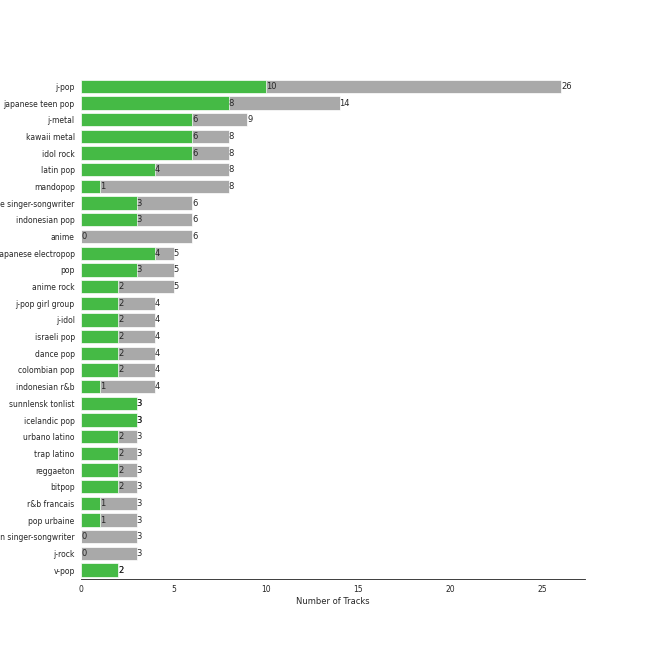 j-pop 10 26
japanese teen pop 8 14
j-metal 6 9
kawaii metal 6 8
idol rock 6 8
latin pop 4 8
mandopop 1 8
e singer-songwriter 3 6
indonesian pop 3 6
anime 0 6
apanese electropop 4 5
pop 3 5
anime rock 2 5
j-pop girl group 2 4
j-idol 2 4
israeli pop 2 4
dance pop 2 4
colombian pop 2 4
indonesian r&b 1 4
sunnlensk tonlist 3
icelandic pop 3
urbano latino 2 3
trap latino 2 3
reggaeton 2 3
bitpop 2 3
r&b francais 1 3
pop urbaine 1 3
n singer-songwriter 0 3
j-rock 0 3
v-pop 2
0 5 10 15 20 25
Number of Tracks